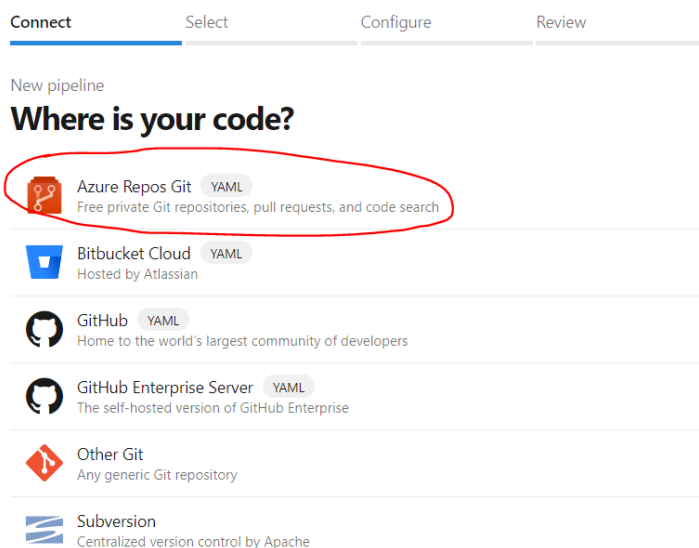 Connect Select Configure Review
New pipeline
Where is your code?
Azure Repos Git YAML
Free private Git repositories, pull requests, and code search
Bitbucket Cloud YAML
Hosted by Atlassian
GitHub YAML
Home to the world's largest community of developers
GitHub Enterprise Server YAML
The self-hosted version of GitHub Enterprise
Other Git
Any generic Git repository
Subversion
Centralized version control by Apache